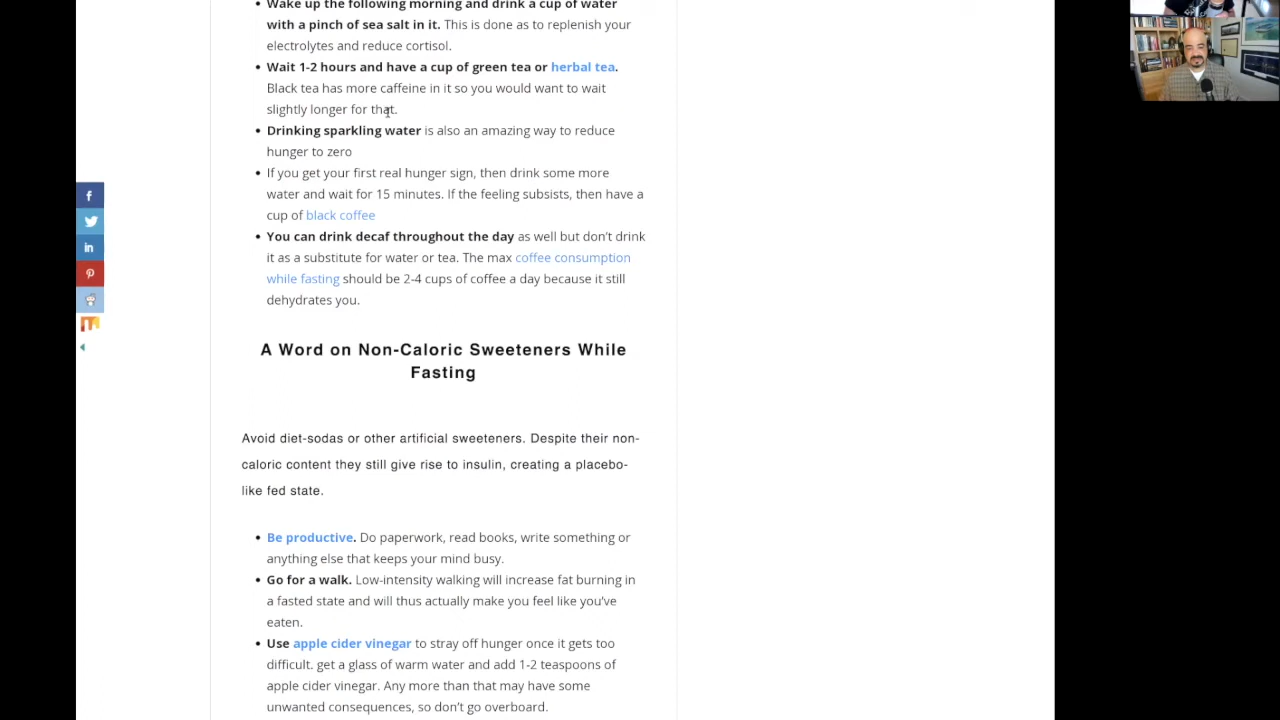 Wake up the following morning and drink a cup of water
with a pinch of sea salt in it. This is done as to replenish your
electrolytes and reduce cortisol.
Wait 1-2 hours and have a cup of green tea or herbal tea.
Black tea has more caffeine in it so you would want to wait
slightly longer for that.
Drinking sparkling water is also an amazing way to reduce
hunger to zero
If you get your first real hunger sign, then drink some more
water and wait for 15 minutes. If the feeling subsists, then have a
cup of black coffee
You can drink decaf throughout the day as well but don't drink
it as a substitute for water or tea. The max coffee consumption
while fasting should be 2-4 cups of coffee a day because it still
dehydrates you.
A Word on Non-Caloric Sweeteners While
Fasting
Avoid diet-sodas or other artificial sweeteners. Despite their non-
caloric content they still give rise to insulin, creating a placebo-
like fed state.
Be productive. Do paperwork, read books, write something or
anything else that keeps your mind busy.
Go for a walk. Low-intensity walking will increase fat burning in
a fasted state and will thus actually make you feel like you've
eaten.
Use apple cider vinegar to stray off hunger once it gets too
difficult. get a glass of warm water and add 1-2 teaspoons of
apple cider vinegar. Any more than that may have some
unwanted consequences, so don't go overboard.